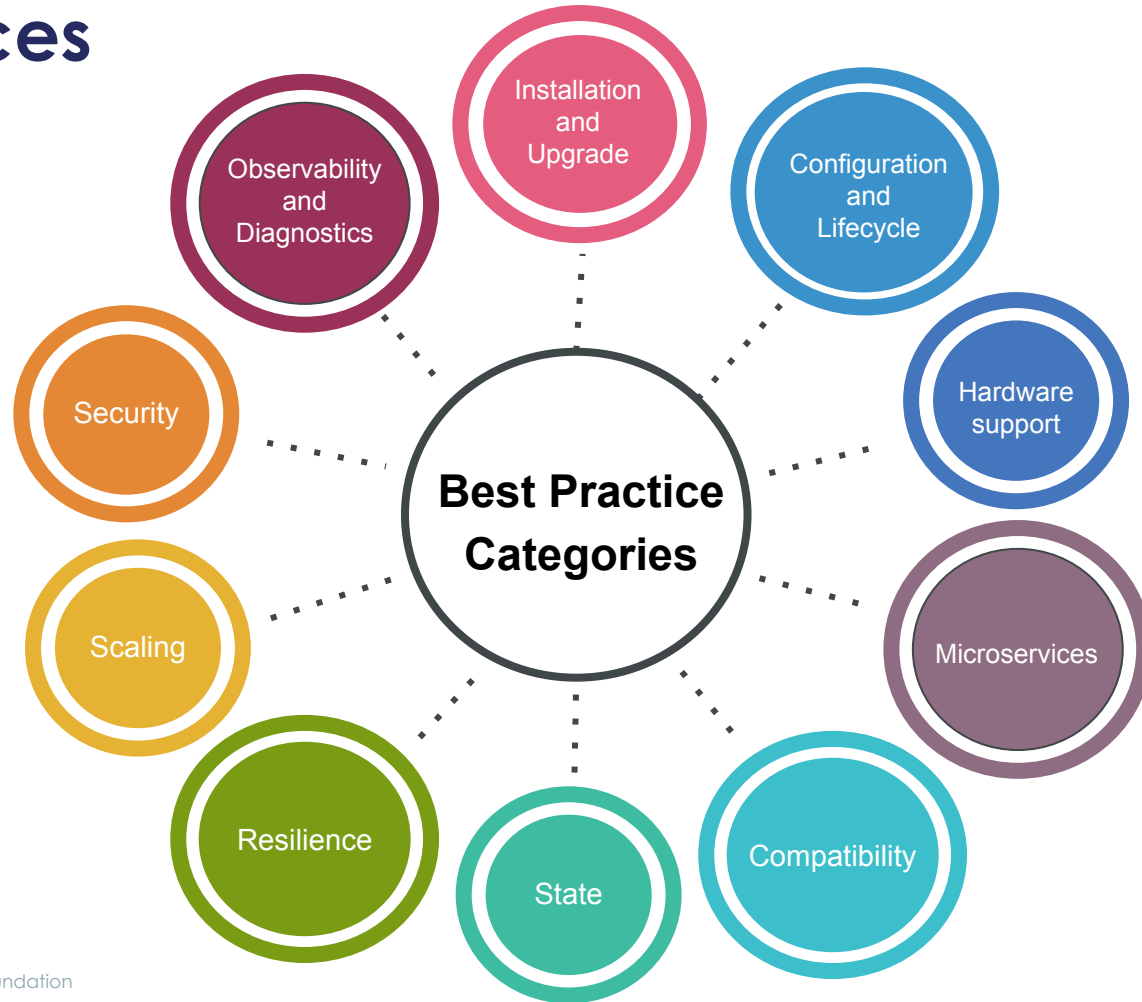 ces
Installation
and
Upgrade
Configuration
and
Lifecycle
Hardware
support
Microservices
Compatibility
State
Resilience
Scaling
Security
Observability
and
Diagnostics
Best Practice
Categories
undation